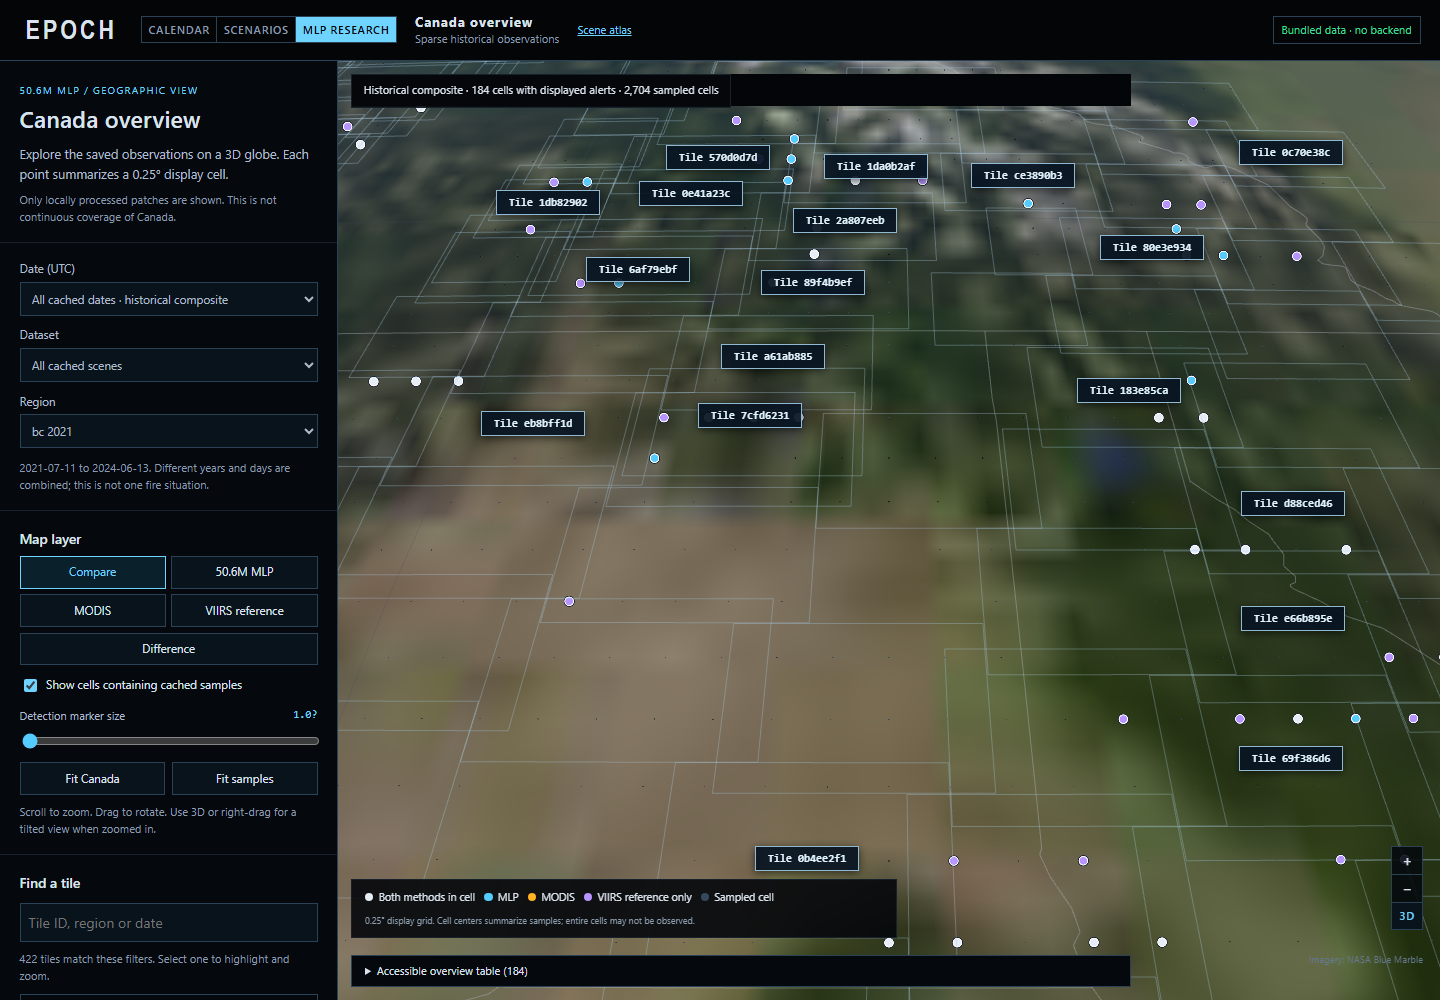 EPOCH
CALENDAR
SCENARIOS
MLP RESEARCH
Canada overview
Sparse historical observations
Scene atlas
Bundled data · no backend
50.6M MLP / GEOGRAPHIC VIEW
Canada overview
Explore the saved observations on a 3D globe. Each
point summarizes a 0.25° display cell.
Only locally processed patches are shown. This is not
continuous coverage of Canada.
Date (UTC)
All cached dates · historical composite
Dataset
All cached scenes
Region
bc 2021
2021-07-11 to 2024-06-13. Different years and days are
combined; this is not one fire situation.
Map layer
Compare
50.6M MLP
MODIS
VIIRS reference
Difference
Show cells containing cached samples
Detection marker size
1.0?
Fit Canada
Fit samples
Scroll to zoom. Drag to rotate. Use 3D or right-drag for a
tilted view when zoomed in.
Find a tile
Tile ID, region or date
422 tiles match these filters. Select one to highlight and
zoom.
Historical composite · 184 cells with displayed alerts · 2,704 sampled cells
Tile 570d0d7d
Tile 1da0b2af
Tile 0c70e38c
Tile ce3890b3
Tile 0e41a23c
Tile 1db82902
Tile 2a807eeb
Tile 80e3e934
Tile 6af79ebf
Tile 89f4b9ef
Tile a61ab885
Tile 183e85ca
Tile 7cfd6231
Tile eb8bff1d
Tile d88ced46
Tile e66b895e
Tile 69f386d6
Tile 0b4ee2f1
Both methods in cell
MLP
MODIS
VIIRS reference only
Sampled cell
0.25° display grid. Cell centers summarize samples; entire cells may not be observed.
Accessible overview table (184)
+
−
3D
Imagery: NASA Blue Marble